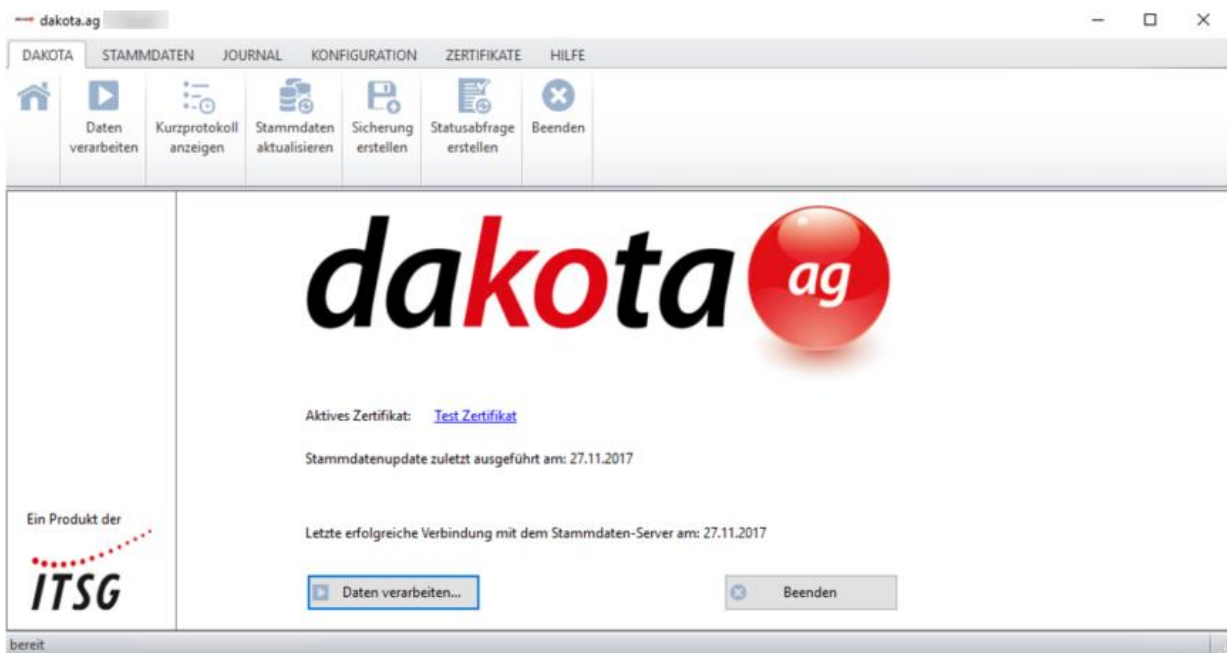 dakota.ag
DAKOTA STAMMDATEN JOURNAL KONFIGURATION ZERTIFIKATE HILFE
Daten verarbeiten
Kurzprotokoll anzeigen
Stammdaten aktualisieren
Sicherung erstellen
Statusabfrage erstellen
Beenden
dakota ag
Aktives Zertifikat: Test Zertifikat
Stammdatenupdate zuletzt ausgeführt am: 27.11.2017
Ein Produkt der
ITSG
Letzte erfolgreiche Verbindung mit dem Stammdaten-Server am: 27.11.2017
Daten verarbeiten... Beenden
bereit